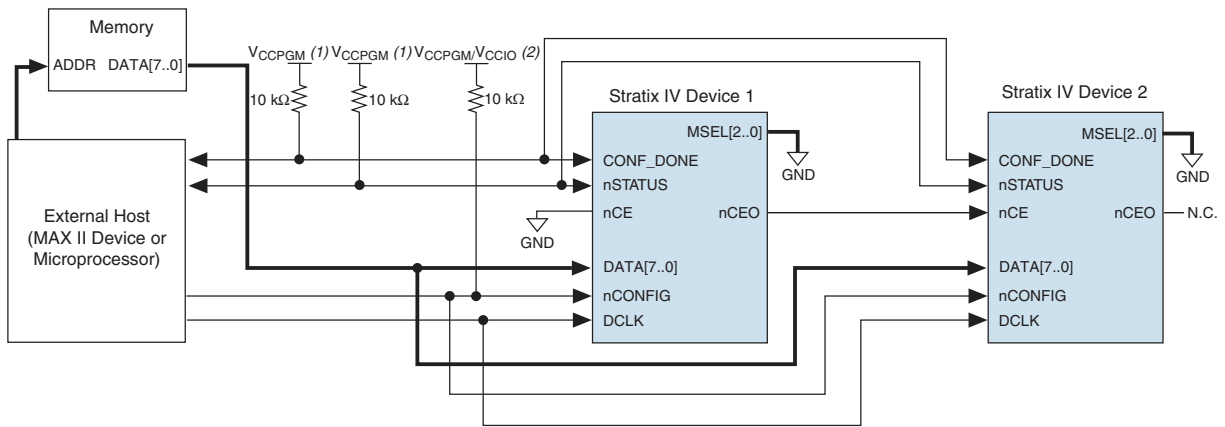 Memory
ADDR DATA[7..0]
VCCPGM (1) VCCPGM (1) VCCPGM/VCCIO (2)
10 kΩ 10 kΩ 10 kΩ
Stratix IV Device 1
Stratix IV Device 2
MSEL[2..0]
MSEL[2..0]
CONF_DONE
GND
CONF_DONE
GND
nSTATUS
nSTATUS
External Host
(MAX II Device or
Microprocessor)
nCE nCEO
nCE nCEO N.C.
GND
DATA[7..0]
DATA[7..0]
nCONFIG
nCONFIG
DCLK
DCLK